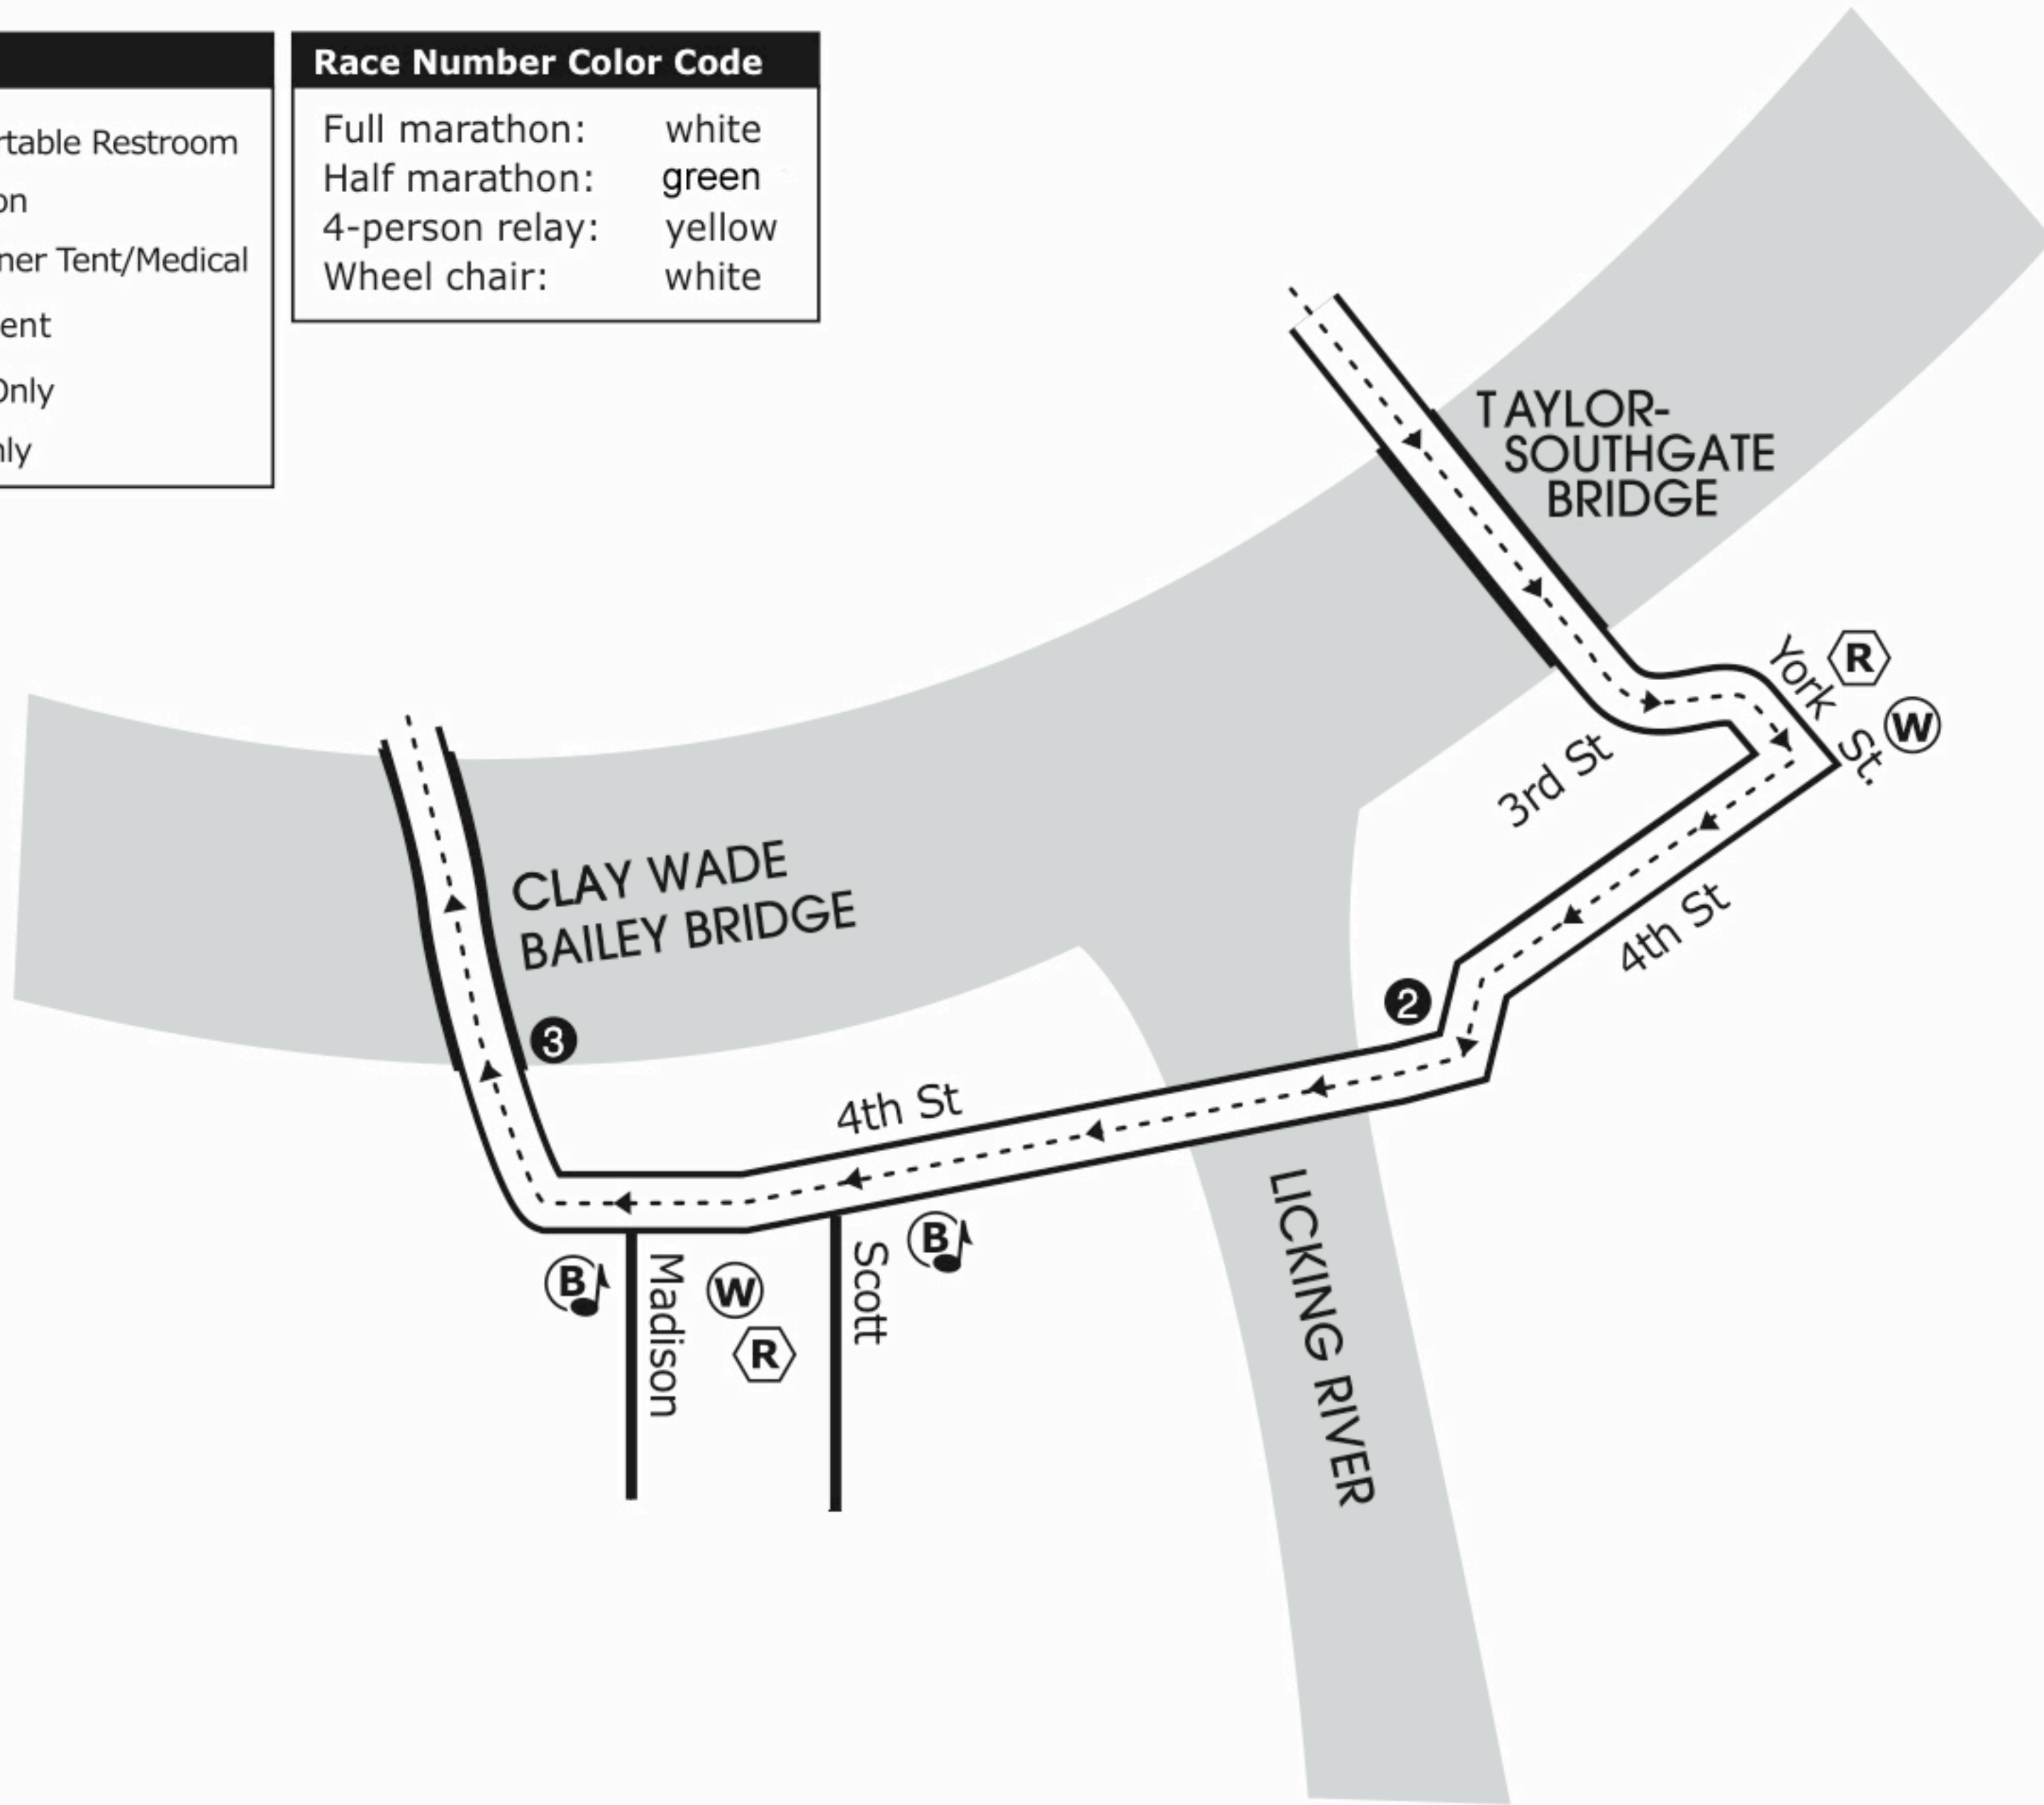 rtable Restroom
on
ner Tent/Medical
ent
Only
nly
Race Number Color Code
Full marathon: white
Half marathon: green
4-person relay: yellow
Wheel chair: white
TAYLOR-
SOUTHGATE
BRIDGE
York St.
R
W
3rd St
4th St
2
CLAY WADE
BAILEY BRIDGE
3
4th St
LICKING RIVER
B
Madison
W
R
Scott
B